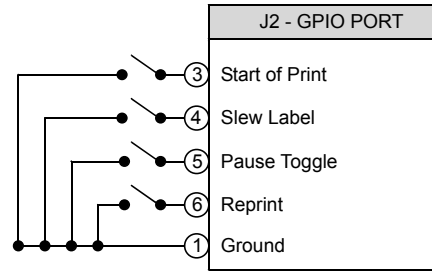 J2 - GPIO PORT
3 Start of Print
4 Slew Label
5 Pause Toggle
6 Reprint
1 Ground